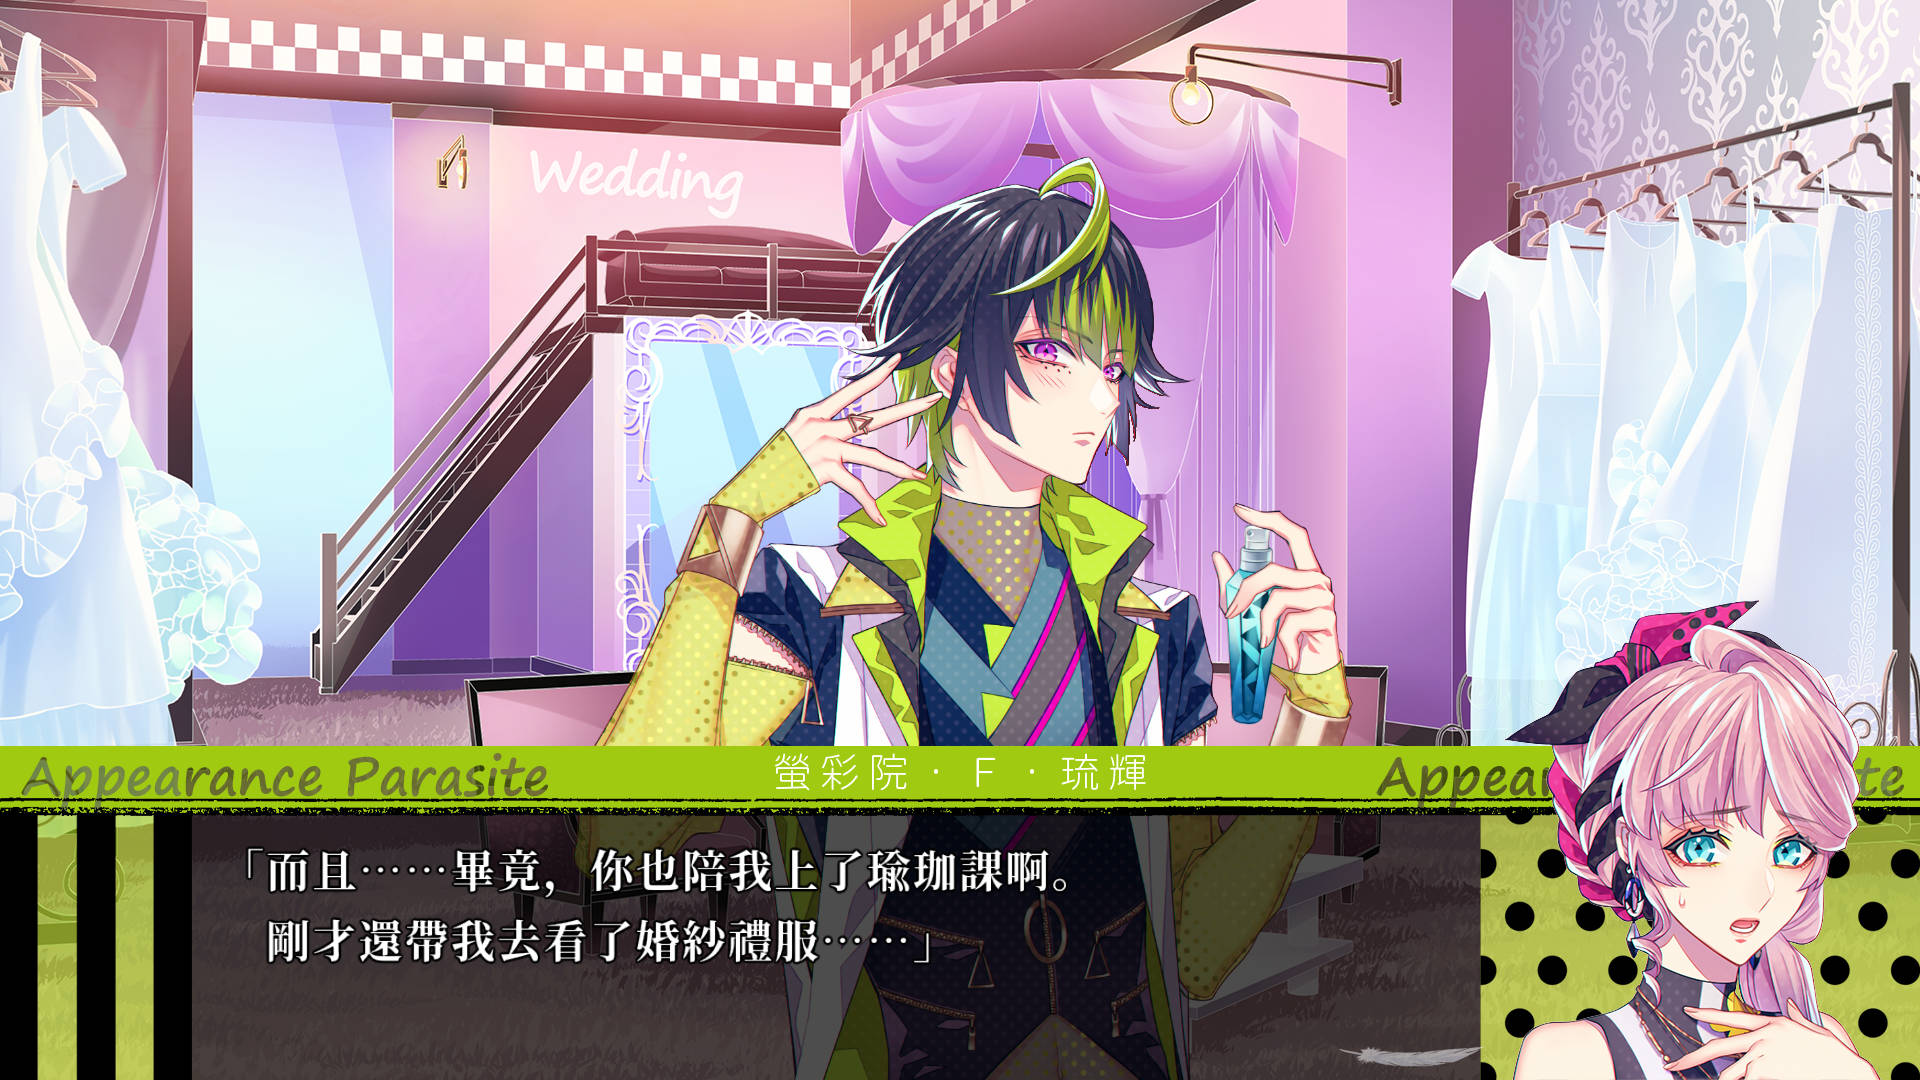 Wedding
Appearance Parasite
螢彩院・F・琉輝
Appear te
「而且……畢竟，你也陪我上了瑜珈課啊。
剛才還帶我去看了婚紗禮服……」